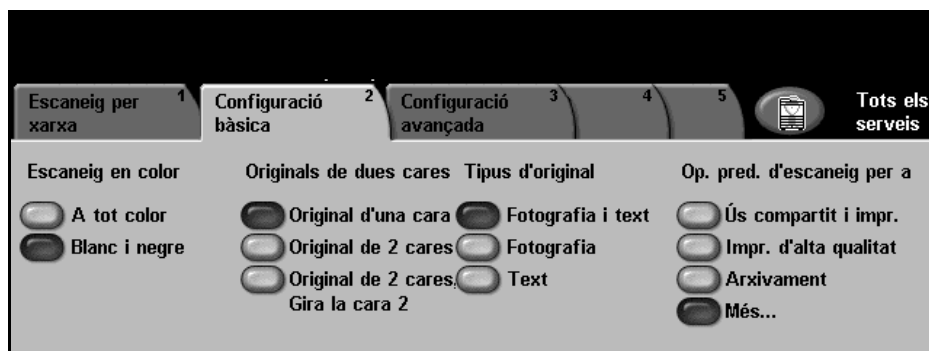 Escaneig per
xarxa
1
Configuració
bàsica
2
Configuració
avançada
3
4
5
Tots els
serveis
Escaneig en color
A tot color
Blanc i negre
Originals de dues cares
Original d'una cara
Original de 2 cares
Original de 2 cares,
Gira la cara 2
Tipus d'original
Fotografia i text
Fotografia
Text
Op. pred. d'escaneig per a
Ús compartit i impr.
Impr. d'alta qualitat
Arxivament
Més...